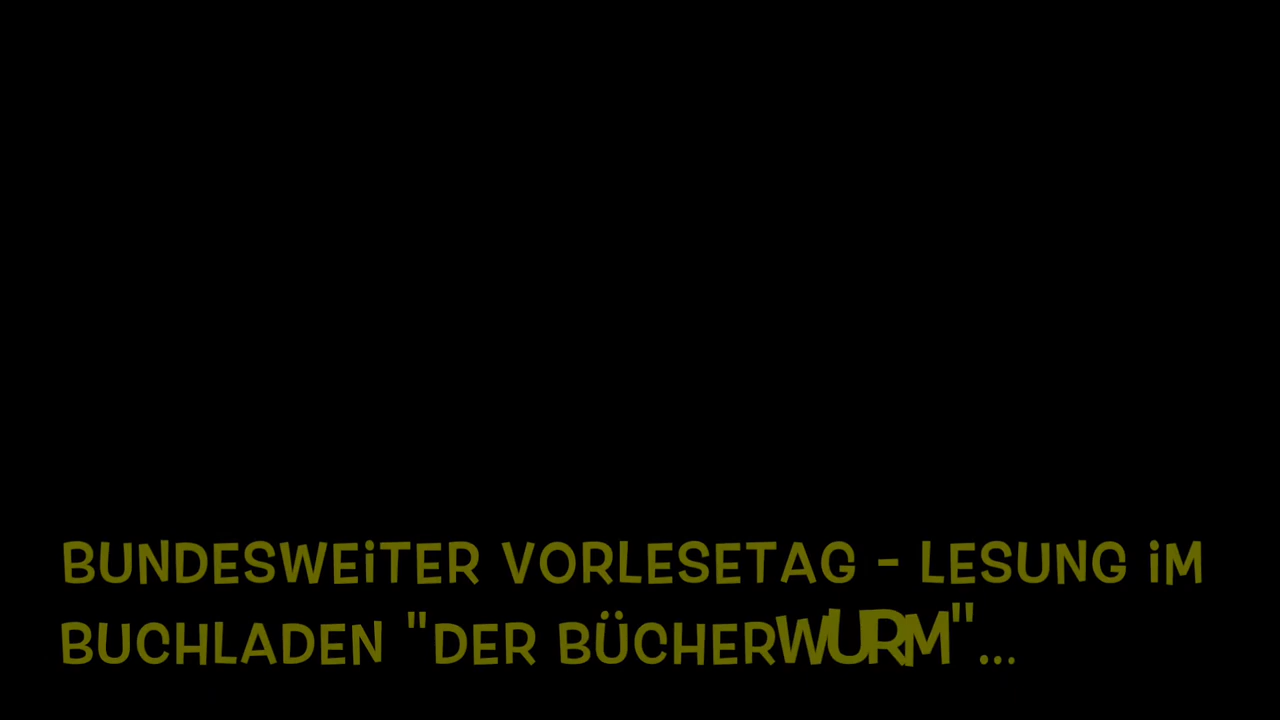 BUNDESWEiTER VORLESETAG - LESUNG iM
BUCHLADEN "DER BÜCHERWURM"...